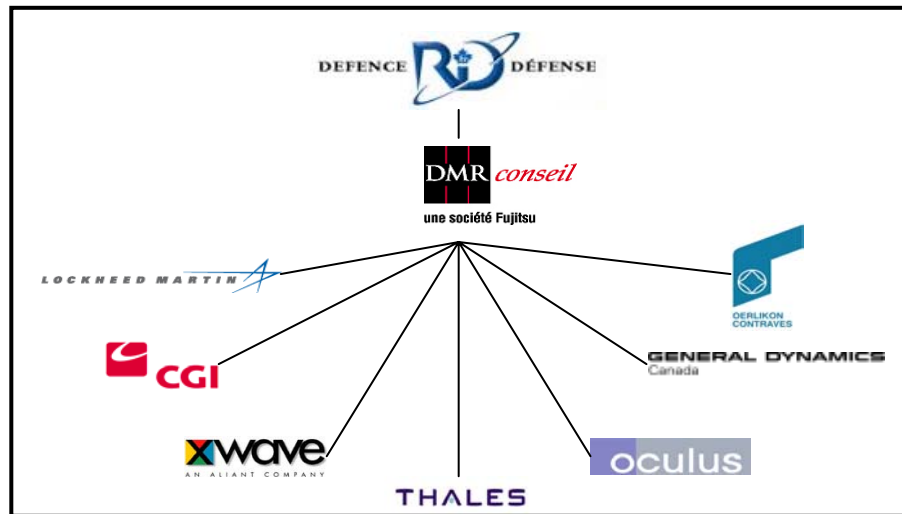 DEFENCE R&D DÉFENSE
DMR conseil
une société Fujitsu
LOCKHEED MARTIN
OERLIKON
CONTRAVES
CGI
GENERAL DYNAMICS
Canada
xwave
AN ALIANT COMPANY
oculus
THALES